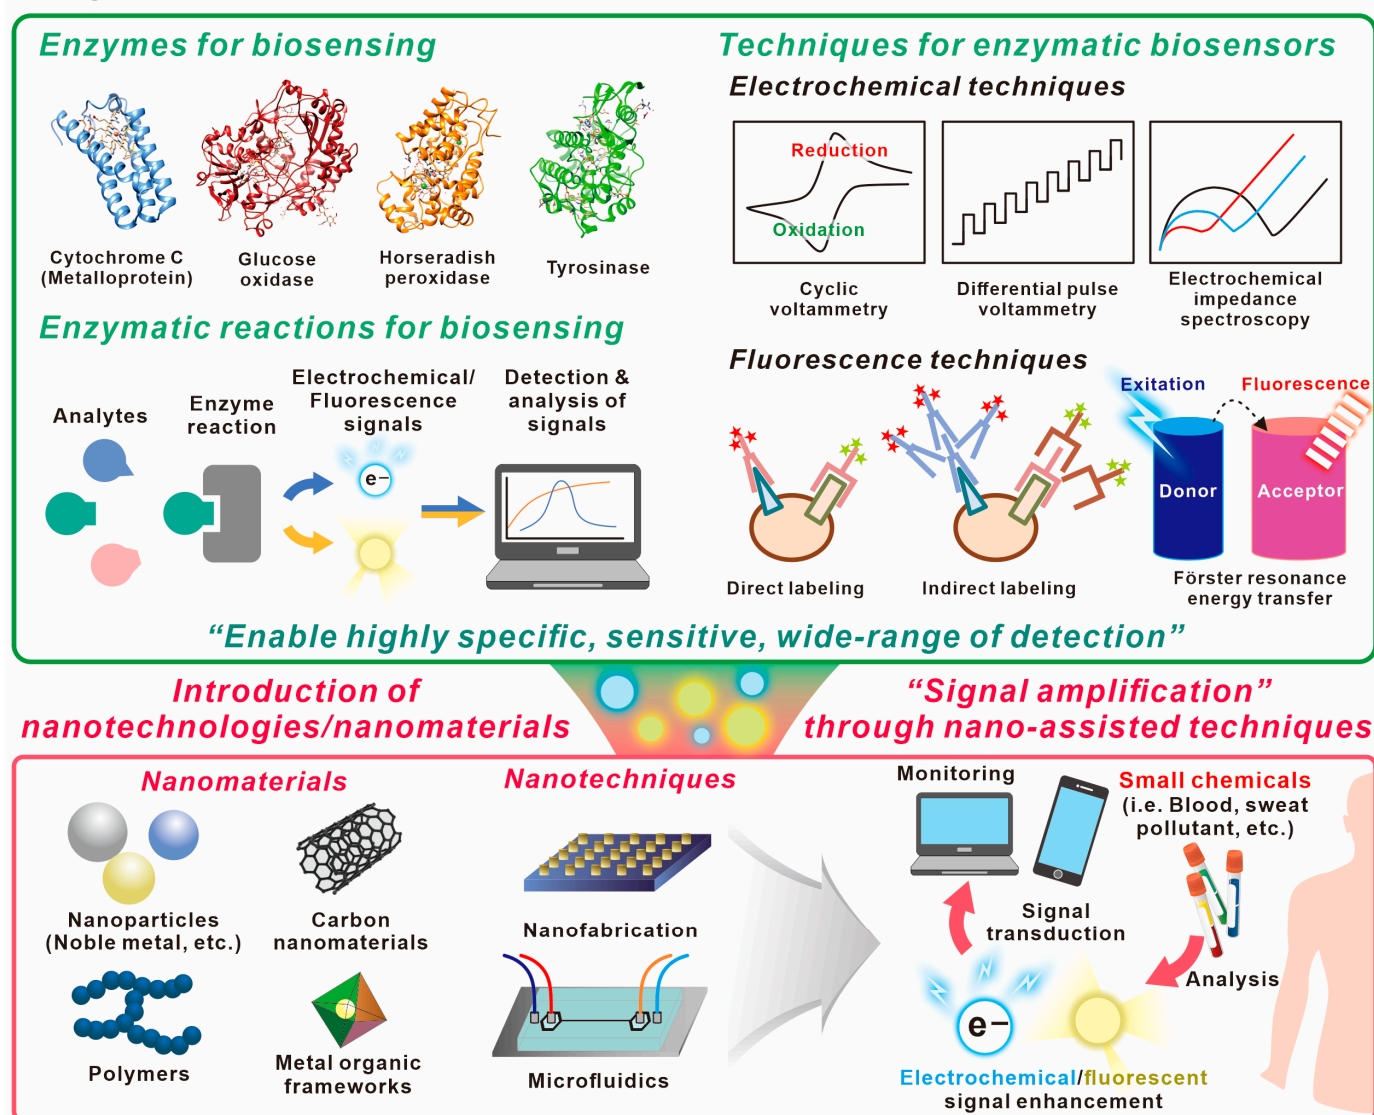 Enzymes for biosensing
Cytochrome C
(Metalloprotein)
Glucose
oxidase
Horseradish
peroxidase
Tyrosinase
Enzymatic reactions for biosensing
Analytes
Enzyme
reaction
Electrochemical/
Fluorescence
signals
e−
Detection &
analysis of
signals
Techniques for enzymatic biosensors
Electrochemical techniques
Reduction
Oxidation
Cyclic
voltammetry
Differential pulse
voltammetry
Electrochemical
impedance
spectroscopy
Fluorescence techniques
Direct labeling
Indirect labeling
Exitation
Fluorescence
Donor
Acceptor
Förster resonance
energy transfer
“Enable highly specific, sensitive, wide-range of detection”
Introduction of
nanotechnologies/nanomaterials
“Signal amplification”
through nano-assisted techniques
Nanomaterials
Nanoparticles
(Noble metal, etc.)
Carbon
nanomaterials
Polymers
Metal organic
frameworks
Nanotechniques
Nanofabrication
Microfluidics
Monitoring
Small chemicals
(i.e. Blood, sweat
pollutant, etc.)
Signal
transduction
Analysis
e−
Electrochemical/fluorescent
signal enhancement